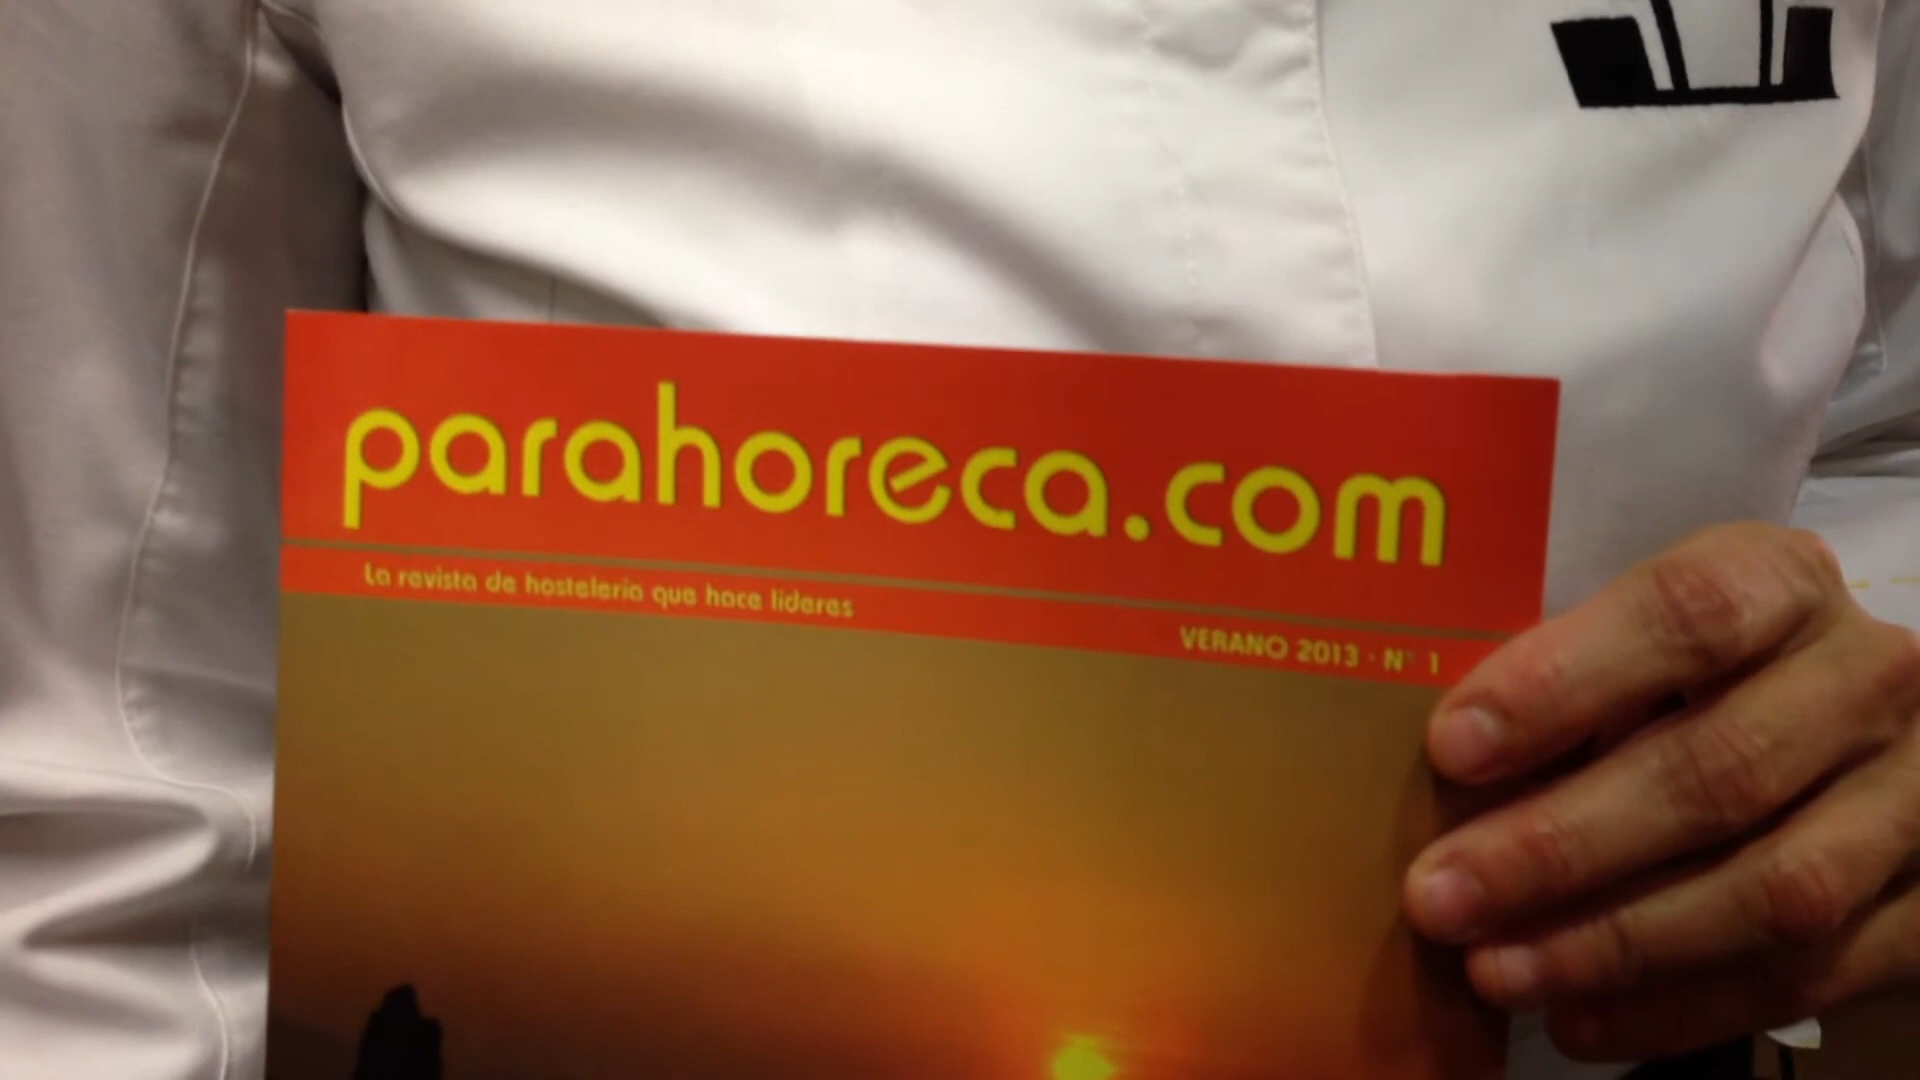 parahoreca.com
La revista de hostelería que hace líderes
VERANO 2013 · Nº 1